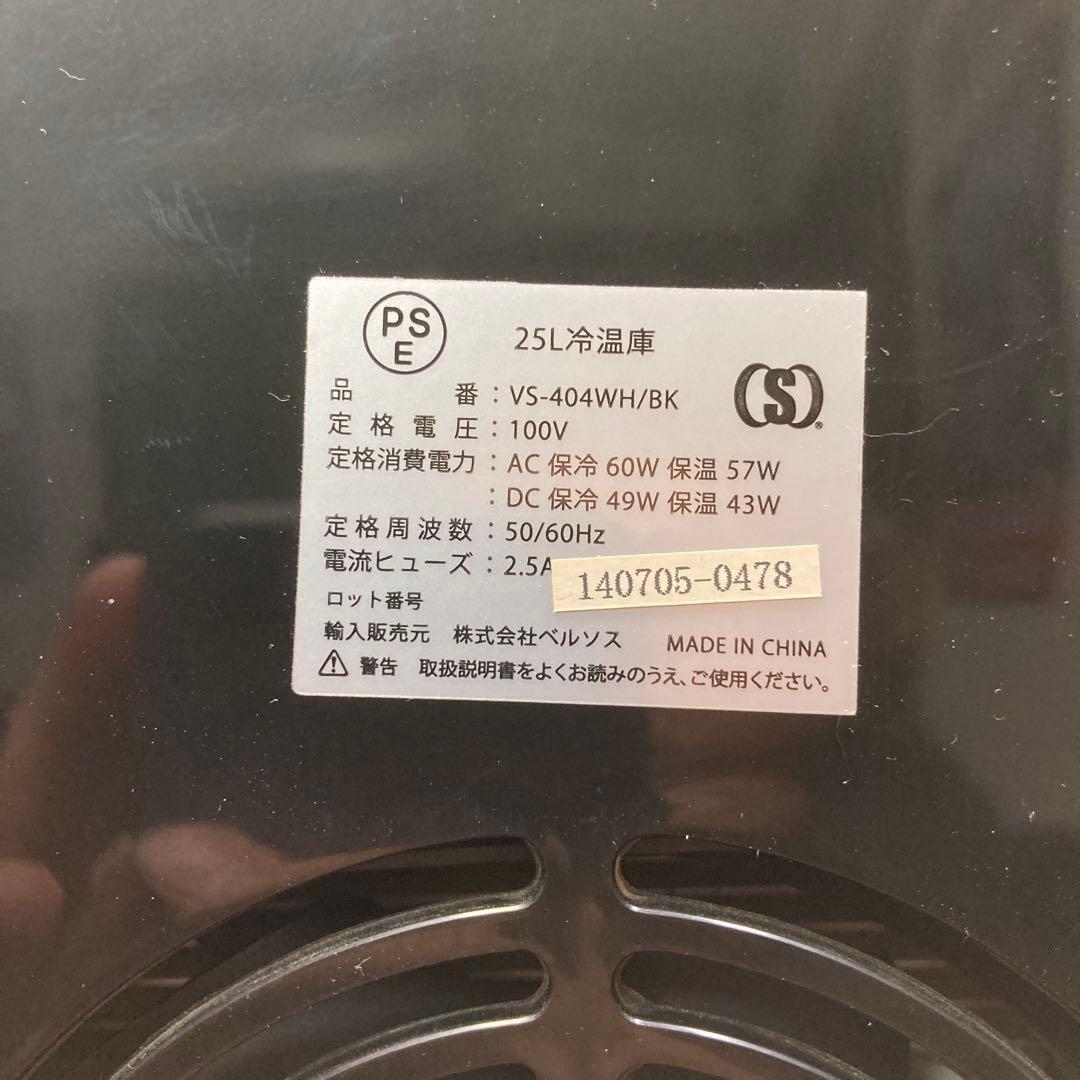 PS
E
25L冷温庫
(S)®
品番：VS-404WH/BK
定格電圧：100V
定格消費電力：AC 保冷 60W 保温 57W
：DC 保冷 49W 保温 43W
定格周波数：50/60Hz
電流ヒューズ：2.5A
140705-0478
ロット番号
輸入販売元 株式会社ベルソス MADE IN CHINA
警告 取扱説明書をよくお読みのうえ、ご使用ください。